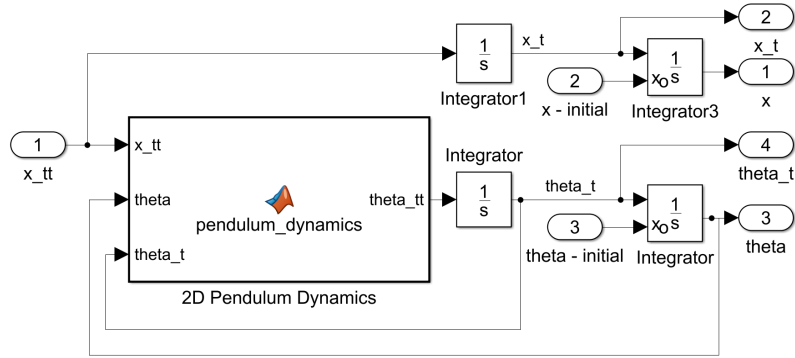 2
x_t
1
s
x_t
Integrator1
2
x - initial
xo
1
s
Integrator3
1
x
1
x_tt
x_tt
theta
theta_t
pendulum_dynamics
theta_tt
2D Pendulum Dynamics
Integrator
1
s
theta_t
3
theta - initial
xo
1
s
Integrator
4
theta_t
3
theta